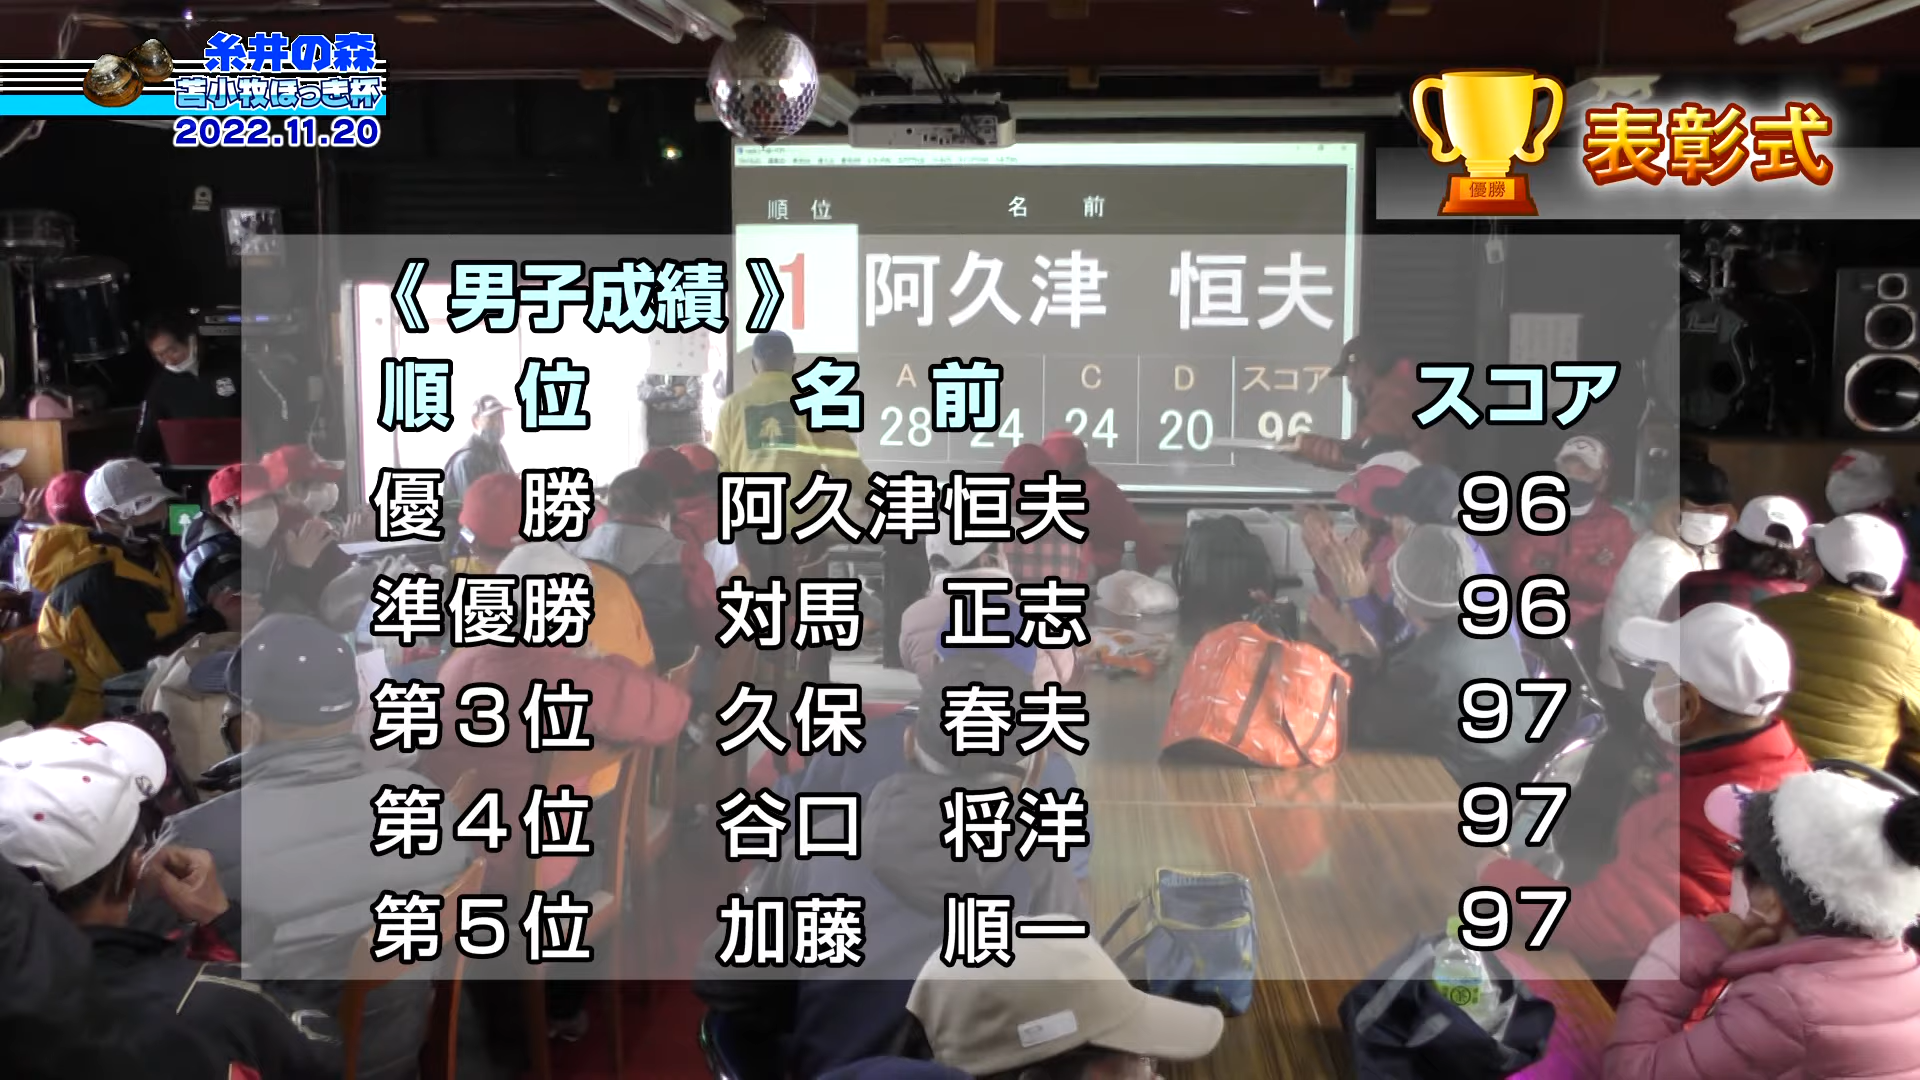 糸井の森
苫小牧ほっき杯
2022.11.20
優勝
表彰式
順 位 名 前
1 阿久津 恒夫
A C D スコア
28 24 24 20 96
《 男子成績 》
順 位 名 前 スコア
優 勝 阿久津恒夫 96
準優勝 対馬 正志 96
第3位 久保 春夫 97
第4位 谷口 将洋 97
第5位 加藤 順一 97